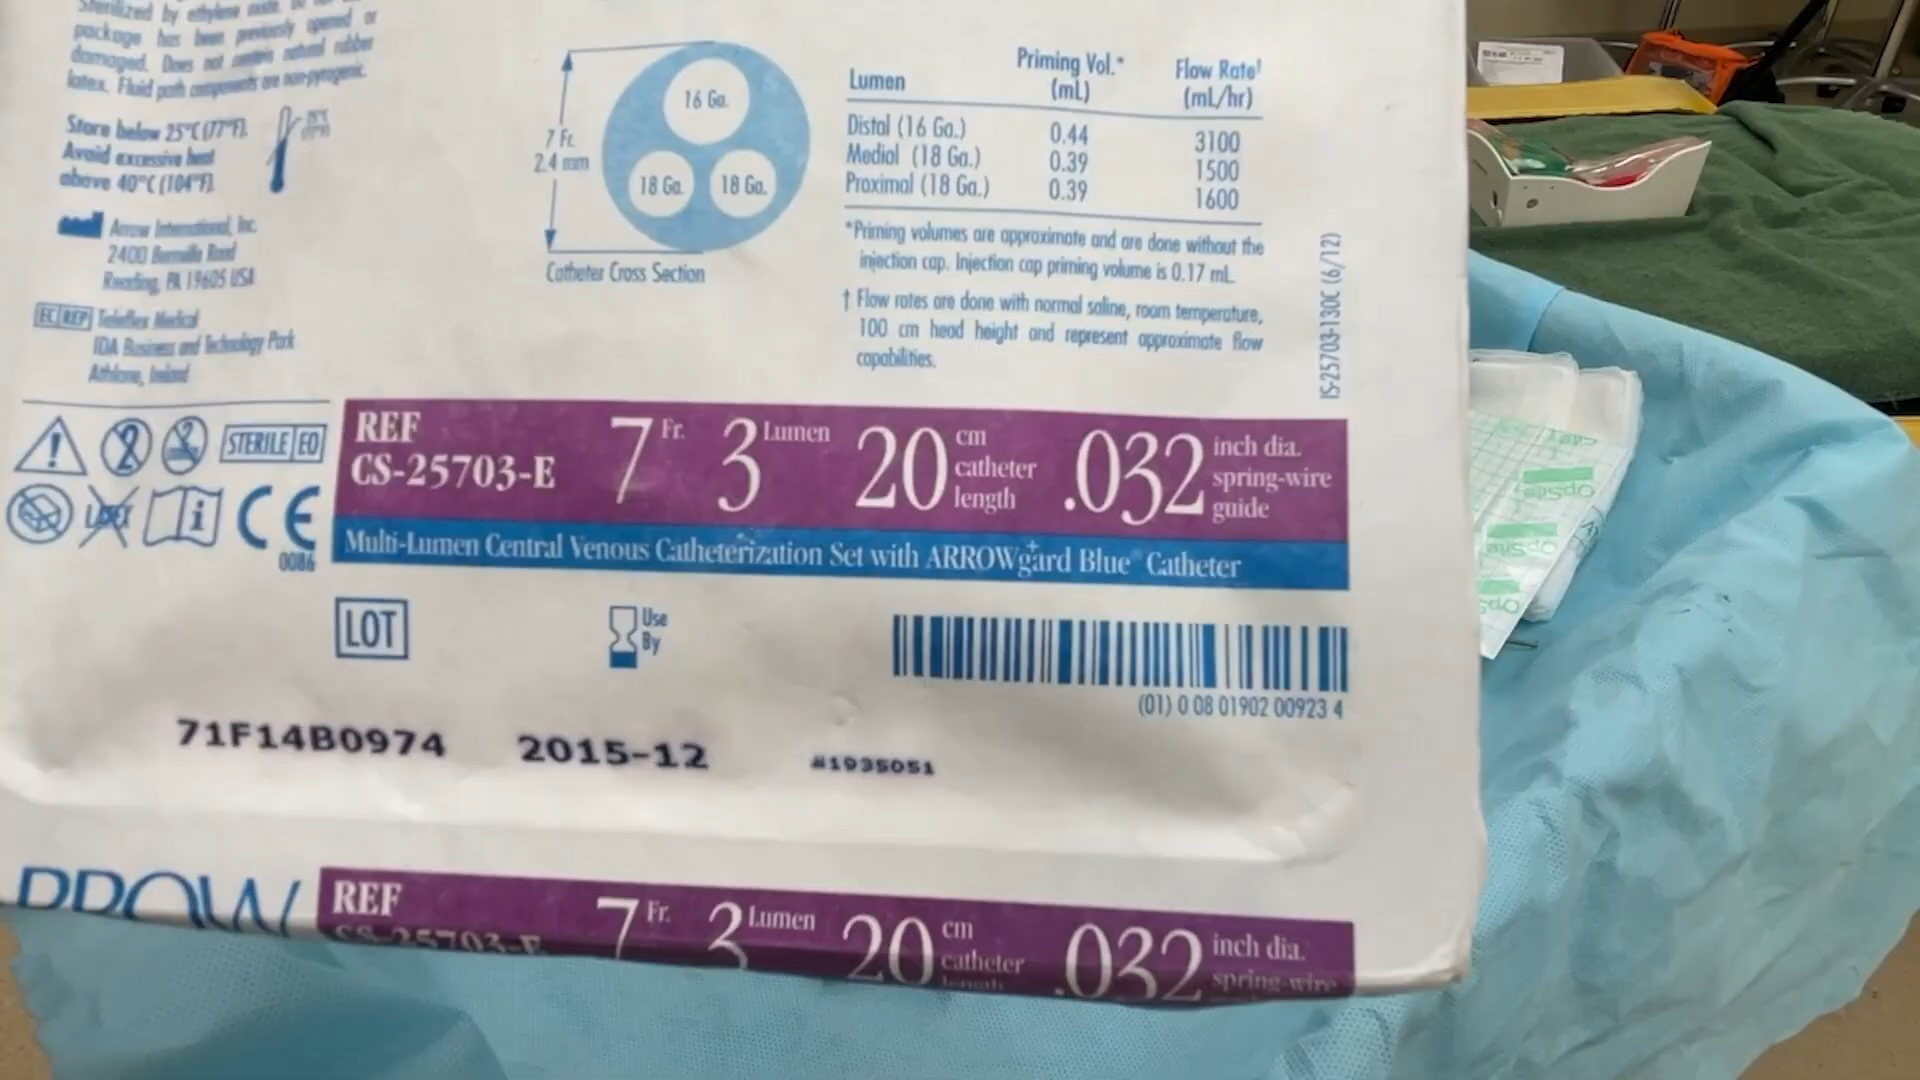 Sterilized by ethylene oxide. Do not
package has been previously opened or
damaged. Does not contain natural rubber
latex. Fluid path components are non-pyrogenic.
Store below 25°C (77°F).
Avoid excessive heat
above 40°C (104°F).
25°C
(77°F)
Arrow International, Inc.
2400 Bernville Road
Reading, PA 19605 USA
EC REP Teleflex Medical
IDA Business and Technology Park
Athlone, Ireland
STERILE EO
LATEX
CE
0086
7 Fr.
2.4 mm
16 Ga.
18 Ga. 18 Ga.
Catheter Cross Section
Lumen Priming Vol.* (mL) Flow Rate† (mL/hr)
Distal (16 Ga.) 0.44 3100
Medial (18 Ga.) 0.39 1500
Proximal (18 Ga.) 0.39 1600
*Priming volumes are approximate and are done without the
injection cap. Injection cap priming volume is 0.17 mL.
† Flow rates are done with normal saline, room temperature,
100 cm head height and represent approximate flow
capabilities.
IS-25703-130C (6/12)
REF
CS-25703-E
7 Fr. 3 Lumen 20 cm catheter length .032 inch dia. spring-wire guide
Multi-Lumen Central Venous Catheterization Set with ARROWg+ard Blue® Catheter
LOT
Use
By
(01) 0 08 01902 00923 4
71F14B0974 2015-12 #1935051
REF
CS-25703-E
7 Fr. 3 Lumen 20 cm catheter length .032 inch dia. spring-wire
OpSite
OpSite
OpSite